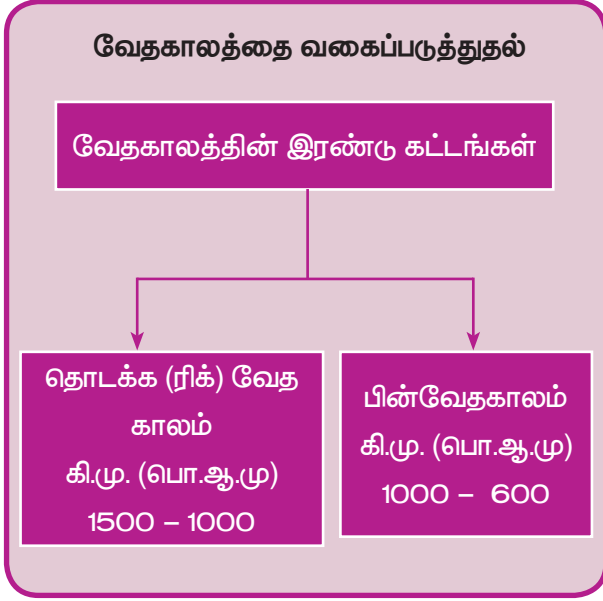 வேதகாலத்தை வகைப்படுத்துதல்
வேதகாலத்தின் இரண்டு கட்டங்கள்
தொடக்க (ரிக்) வேத
காலம்
கி.மு. (பொ.ஆ.மு)
1500 – 1000
பின்வேதகாலம்
கி.மு. (பொ.ஆ.மு)
1000 – 600